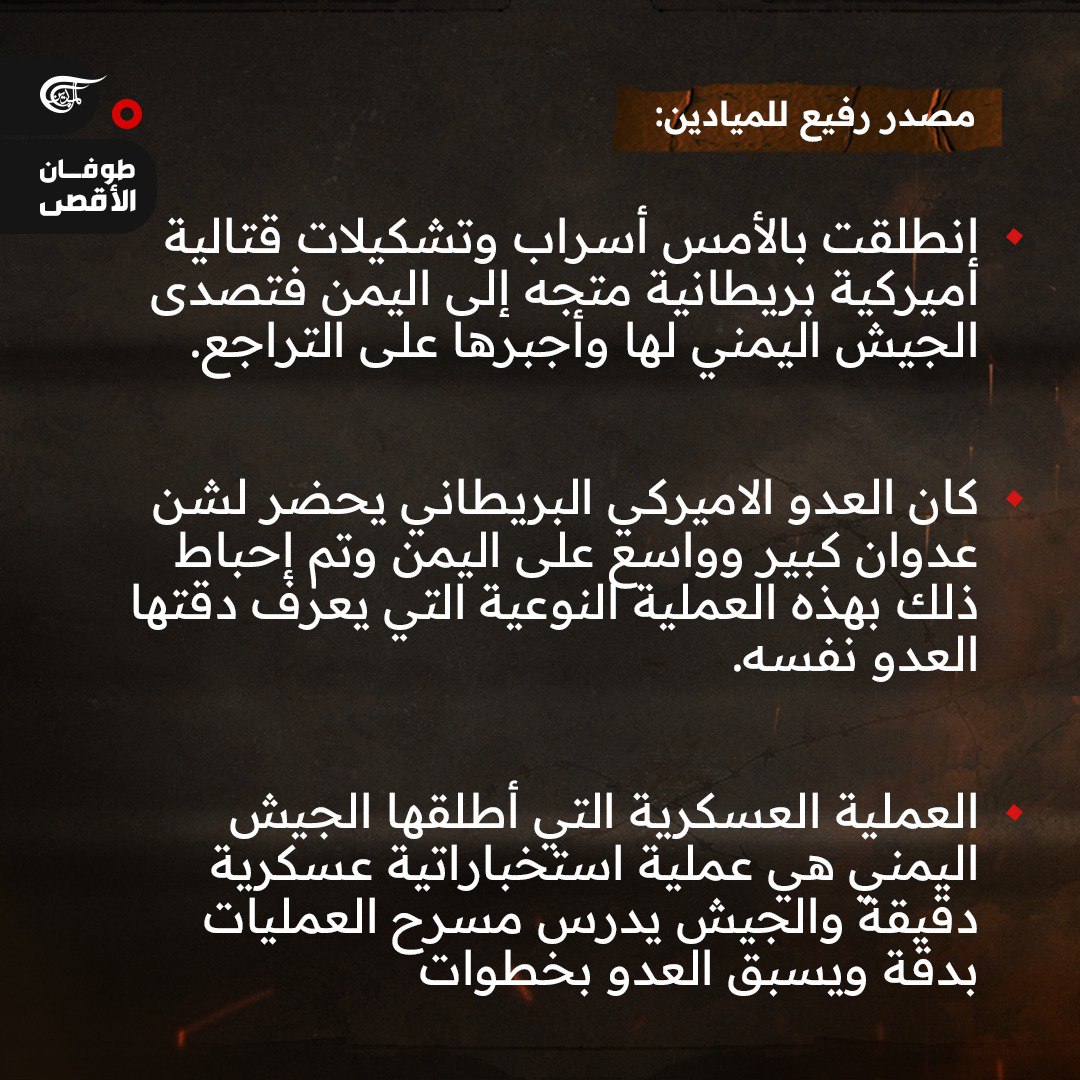 الميادين
طوفان
الأقصى
مصدر رفيع للميادين:
إنطلقت بالأمس أسراب وتشكيلات قتالية
أميركية بريطانية متجه إلى اليمن فتصدى
الجيش اليمني لها وأجبرها على التراجع.
كان العدو الاميركي البريطاني يحضر لشن
عدوان كبير وواسع على اليمن وتم إحباط
ذلك بهذه العملية النوعية التي يعرف دقتها
العدو نفسه.
العملية العسكرية التي أطلقها الجيش
اليمني هي عملية استخباراتية عسكرية
دقيقة والجيش يدرس مسرح العمليات
بدقة ويسبق العدو بخطوات